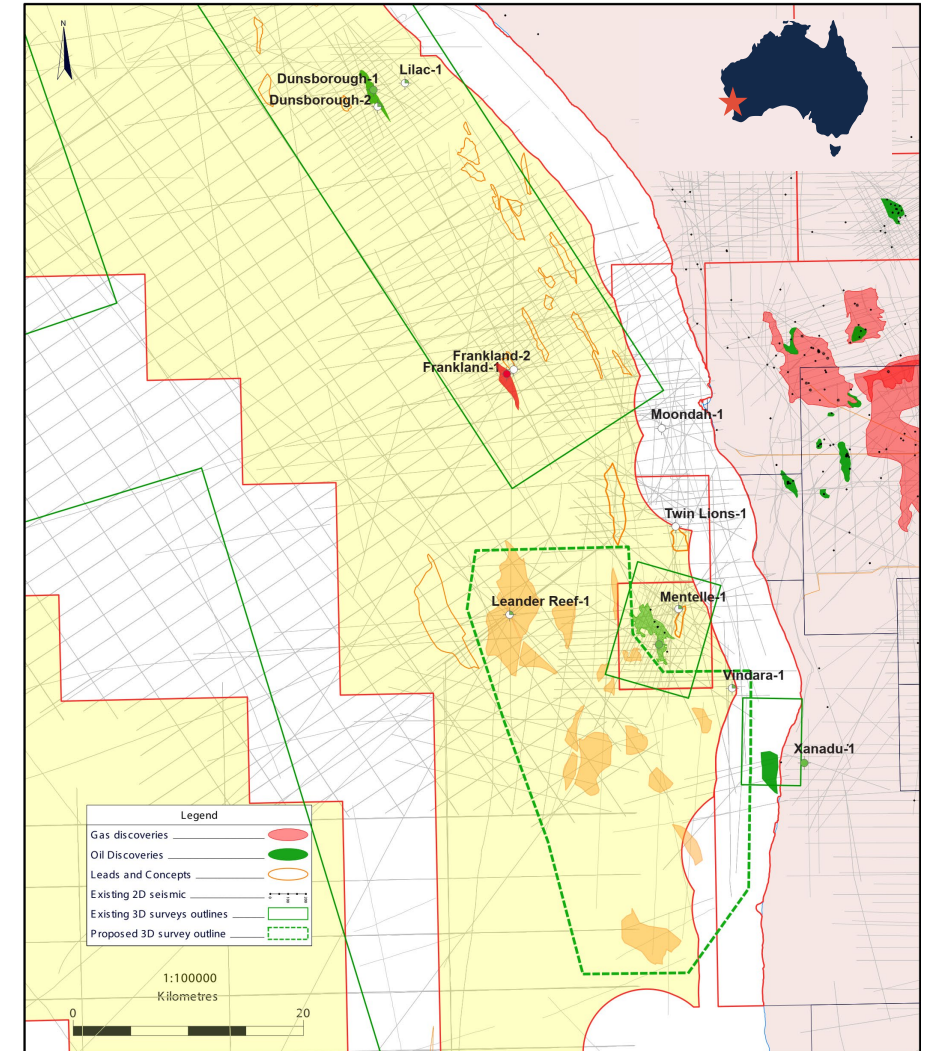 N
Dunsborough-1
Lilac-1
Dunsborough-2
Frankland-2
Frankland-1
Moondah-1
Twin Lions-1
Leander Reef-1
Mentelle-1
Vindara-1
Xanadu-1
Legend
Gas discoveries
Oil Discoveries
Leads and Concepts
Existing 2D seismic
Existing 3D surveys outlines
Proposed 3D survey outline
1:100000
Kilometres
0 20